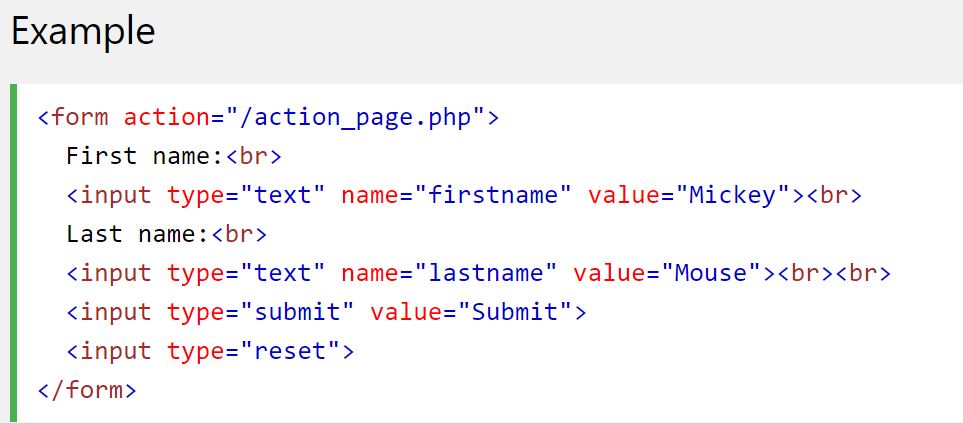 Example
<form action="/action_page.php">
First name:<br>
<input type="text" name="firstname" value="Mickey"><br>
Last name:<br>
<input type="text" name="lastname" value="Mouse"><br><br>
<input type="submit" value="Submit">
<input type="reset">
</form>